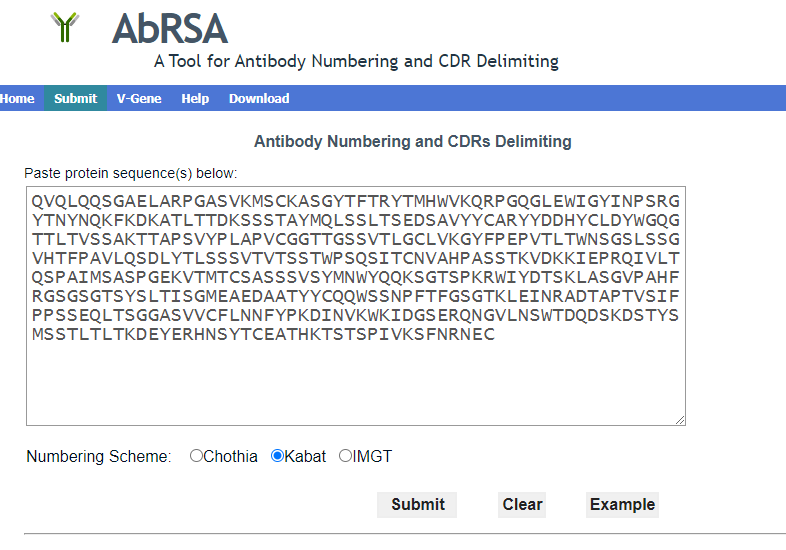 AbRSA
A Tool for Antibody Numbering and CDR Delimiting
Home Submit V-Gene Help Download
Antibody Numbering and CDRs Delimiting
Paste protein sequence(s) below:
QVQLQQSGAELARPGASVKMSCKASGYTFTRYTMHWVKQRPGQGLEWIGYINPSRG
YTNYNQKFKDKATLTTDKSSSTAYMQLSSLTSEDSAVYYCARYYDDHYCLDYWGQG
TTLTVSSAKTTAPSVYPLAPVCGGTTGSSVTLGCLVKGYFPEPVTLTWNSGSLSSG
VHTFPAVLQSDLYTLSSSVTVTSSTWPSQSITCNVAHPASSTKVDKKIEPRQIVLT
QSPAIMSASPGEKVTMTCSASSSVSYMNWYQQKSGTSPKRWIYDTSKLASGVPAHF
RGSGSGTSYSLTISGMEAEDAATYYCQQWSSNPFTFGSGTKLEINRADTAPTVSIF
PPSSEQLTSGGASVVCFLNNFYPKDINVKWKIDGSERQNGVLNSWTDQDSKDSTYS
MSSTLTLTKDEYERHNSYTCEATHKTSTSPIVKSFNRNEC
Numbering Scheme: Chothia Kabat IMGT
Submit Clear Example